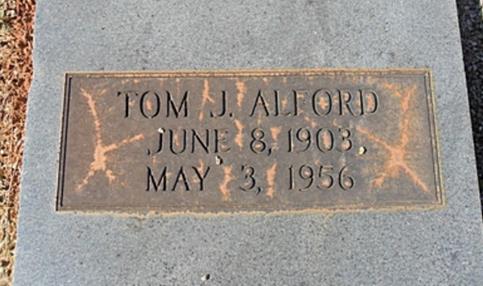 TOM J. ALFORD
JUNE 8, 1903,
MAY 3, 1956